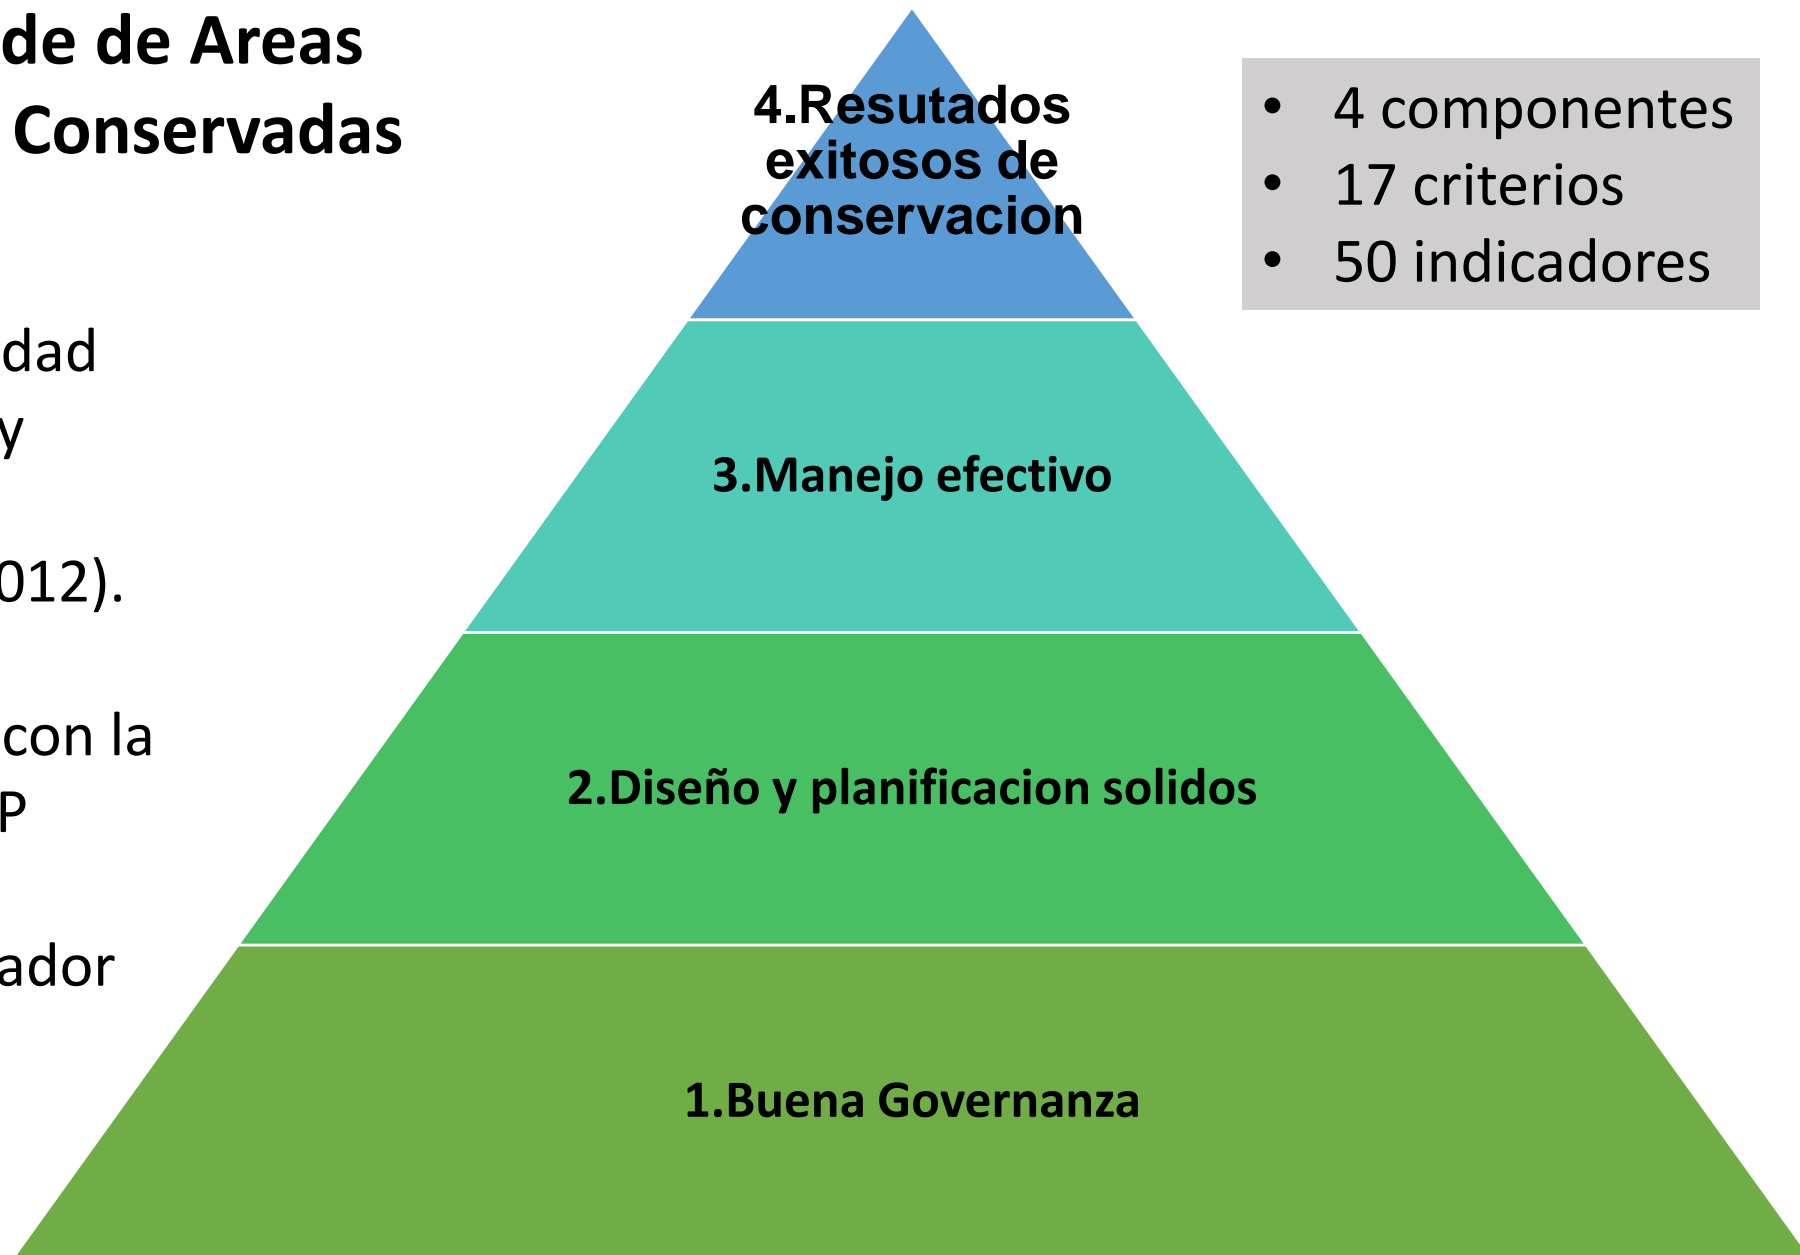 de de Areas
Conservadas
dad
y
012).
con la
P
ador
4.Resutados
exitosos de
conservacion
3.Manejo efectivo
2.Diseño y planificacion solidos
1.Buena Governanza
• 4 componentes
• 17 criterios
• 50 indicadores